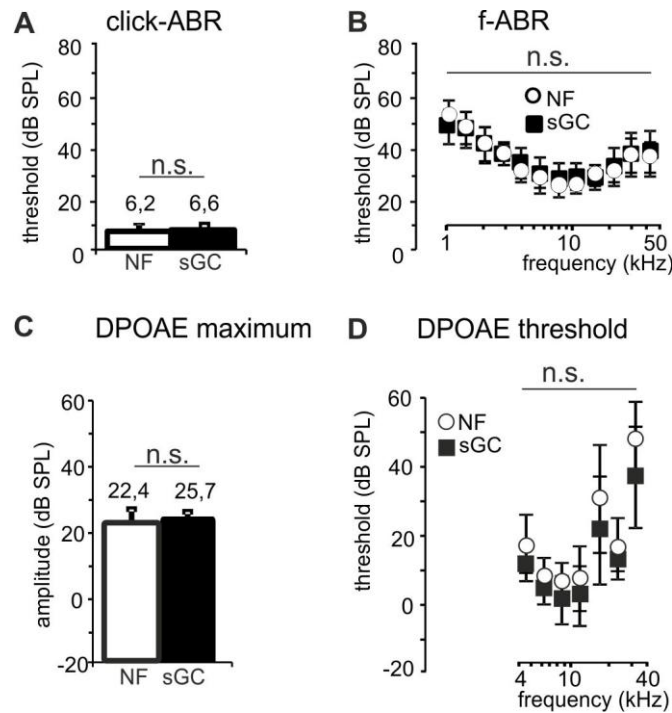 A
click-ABR
threshold (dB SPL)
80
60
40
20
0
n.s.
6,2
6,6
NF
sGC
B
f-ABR
threshold (dB SPL)
80
60
40
20
0
n.s.
NF
sGC
1
10
50
frequency (kHz)
C
DPOAE maximum
amplitude (dB SPL)
60
40
20
0
-20
n.s.
22,4
25,7
NF
sGC
D
DPOAE threshold
threshold (dB SPL)
60
40
20
0
-20
n.s.
NF
sGC
4
10
40
frequency (kHz)